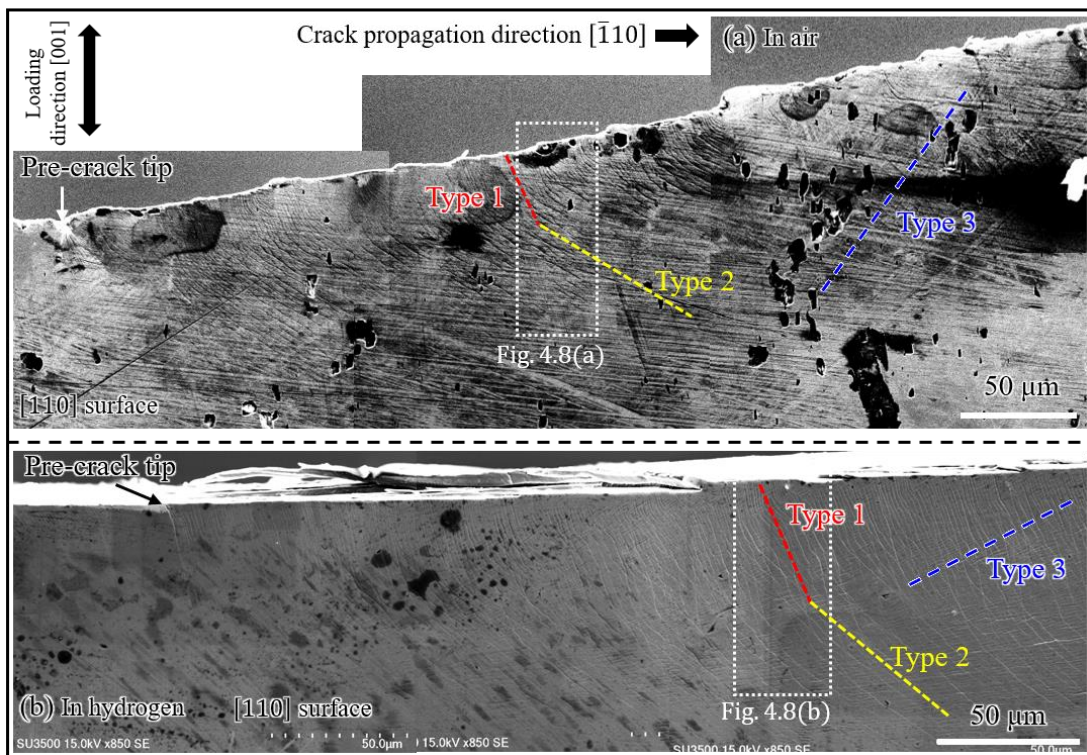 Loading
direction [001]
Crack propagation direction [1̅10]
(a) In air
Pre-crack tip
Type 1
Type 2
Type 3
Fig. 4.8(a)
[110] surface
50 μm
Pre-crack tip
Type 1
Type 3
Type 2
(b) In hydrogen
[110] surface
Fig. 4.8(b)
50 μm
SU3500 15.0kV x850 SE
50.0μm
15.0kV x850 SE
SU3500 15.0kV x850 SE
50.0μm